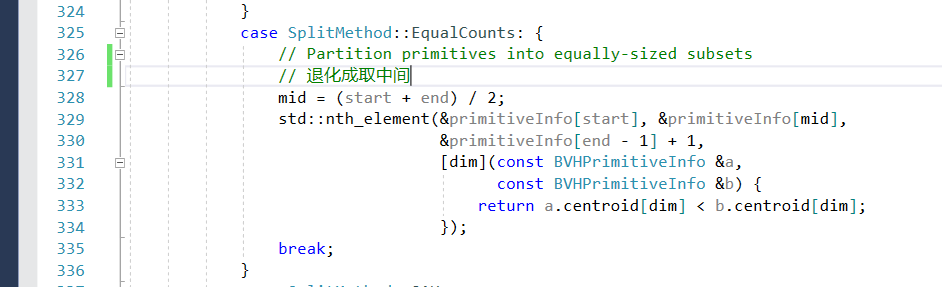 324 }
325 case SplitMethod::EqualCounts: {
326 // Partition primitives into equally-sized subsets
327 // 退化成取中间
328 mid = (start + end) / 2;
329 std::nth_element(&primitiveInfo[start], &primitiveInfo[mid],
330 &primitiveInfo[end - 1] + 1,
331 [dim](const BVHPrimitiveInfo &a,
332 const BVHPrimitiveInfo &b) {
333 return a.centroid[dim] < b.centroid[dim];
334 });
335 break;
336 }